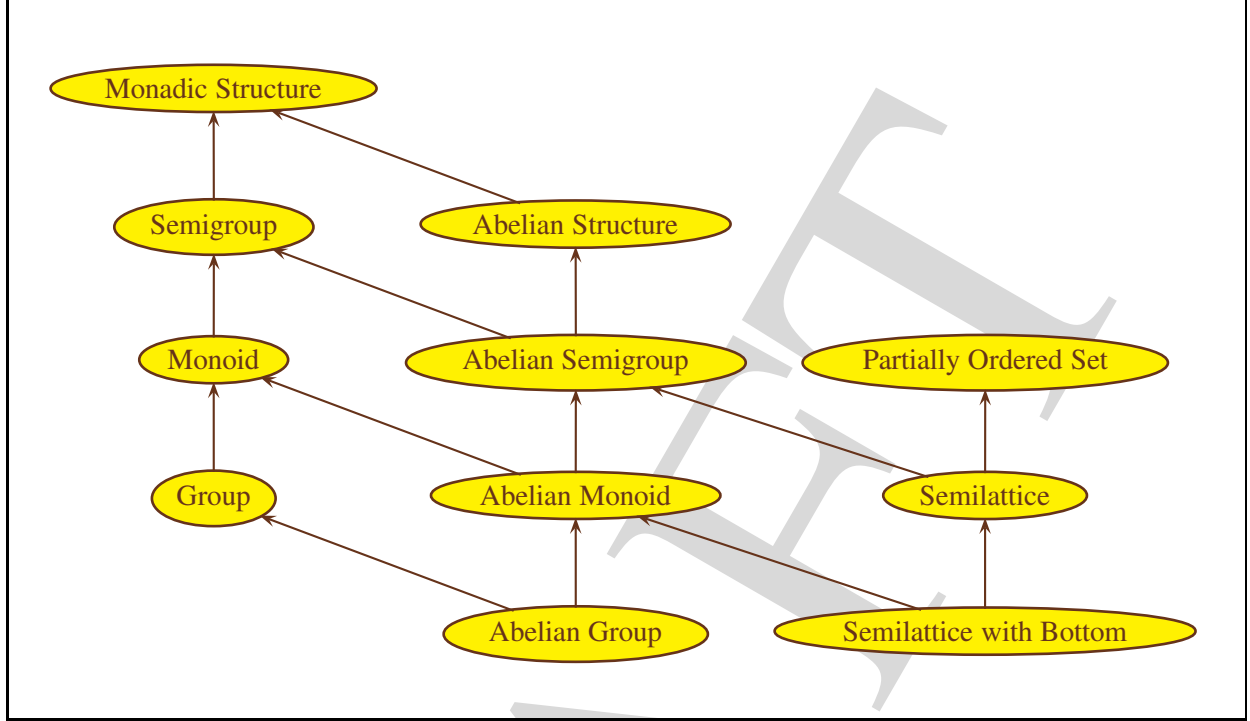 Monadic Structure
Semigroup
Abelian Structure
Monoid
Abelian Semigroup
Partially Ordered Set
Group
Abelian Monoid
Semilattice
Abelian Group
Semilattice with Bottom